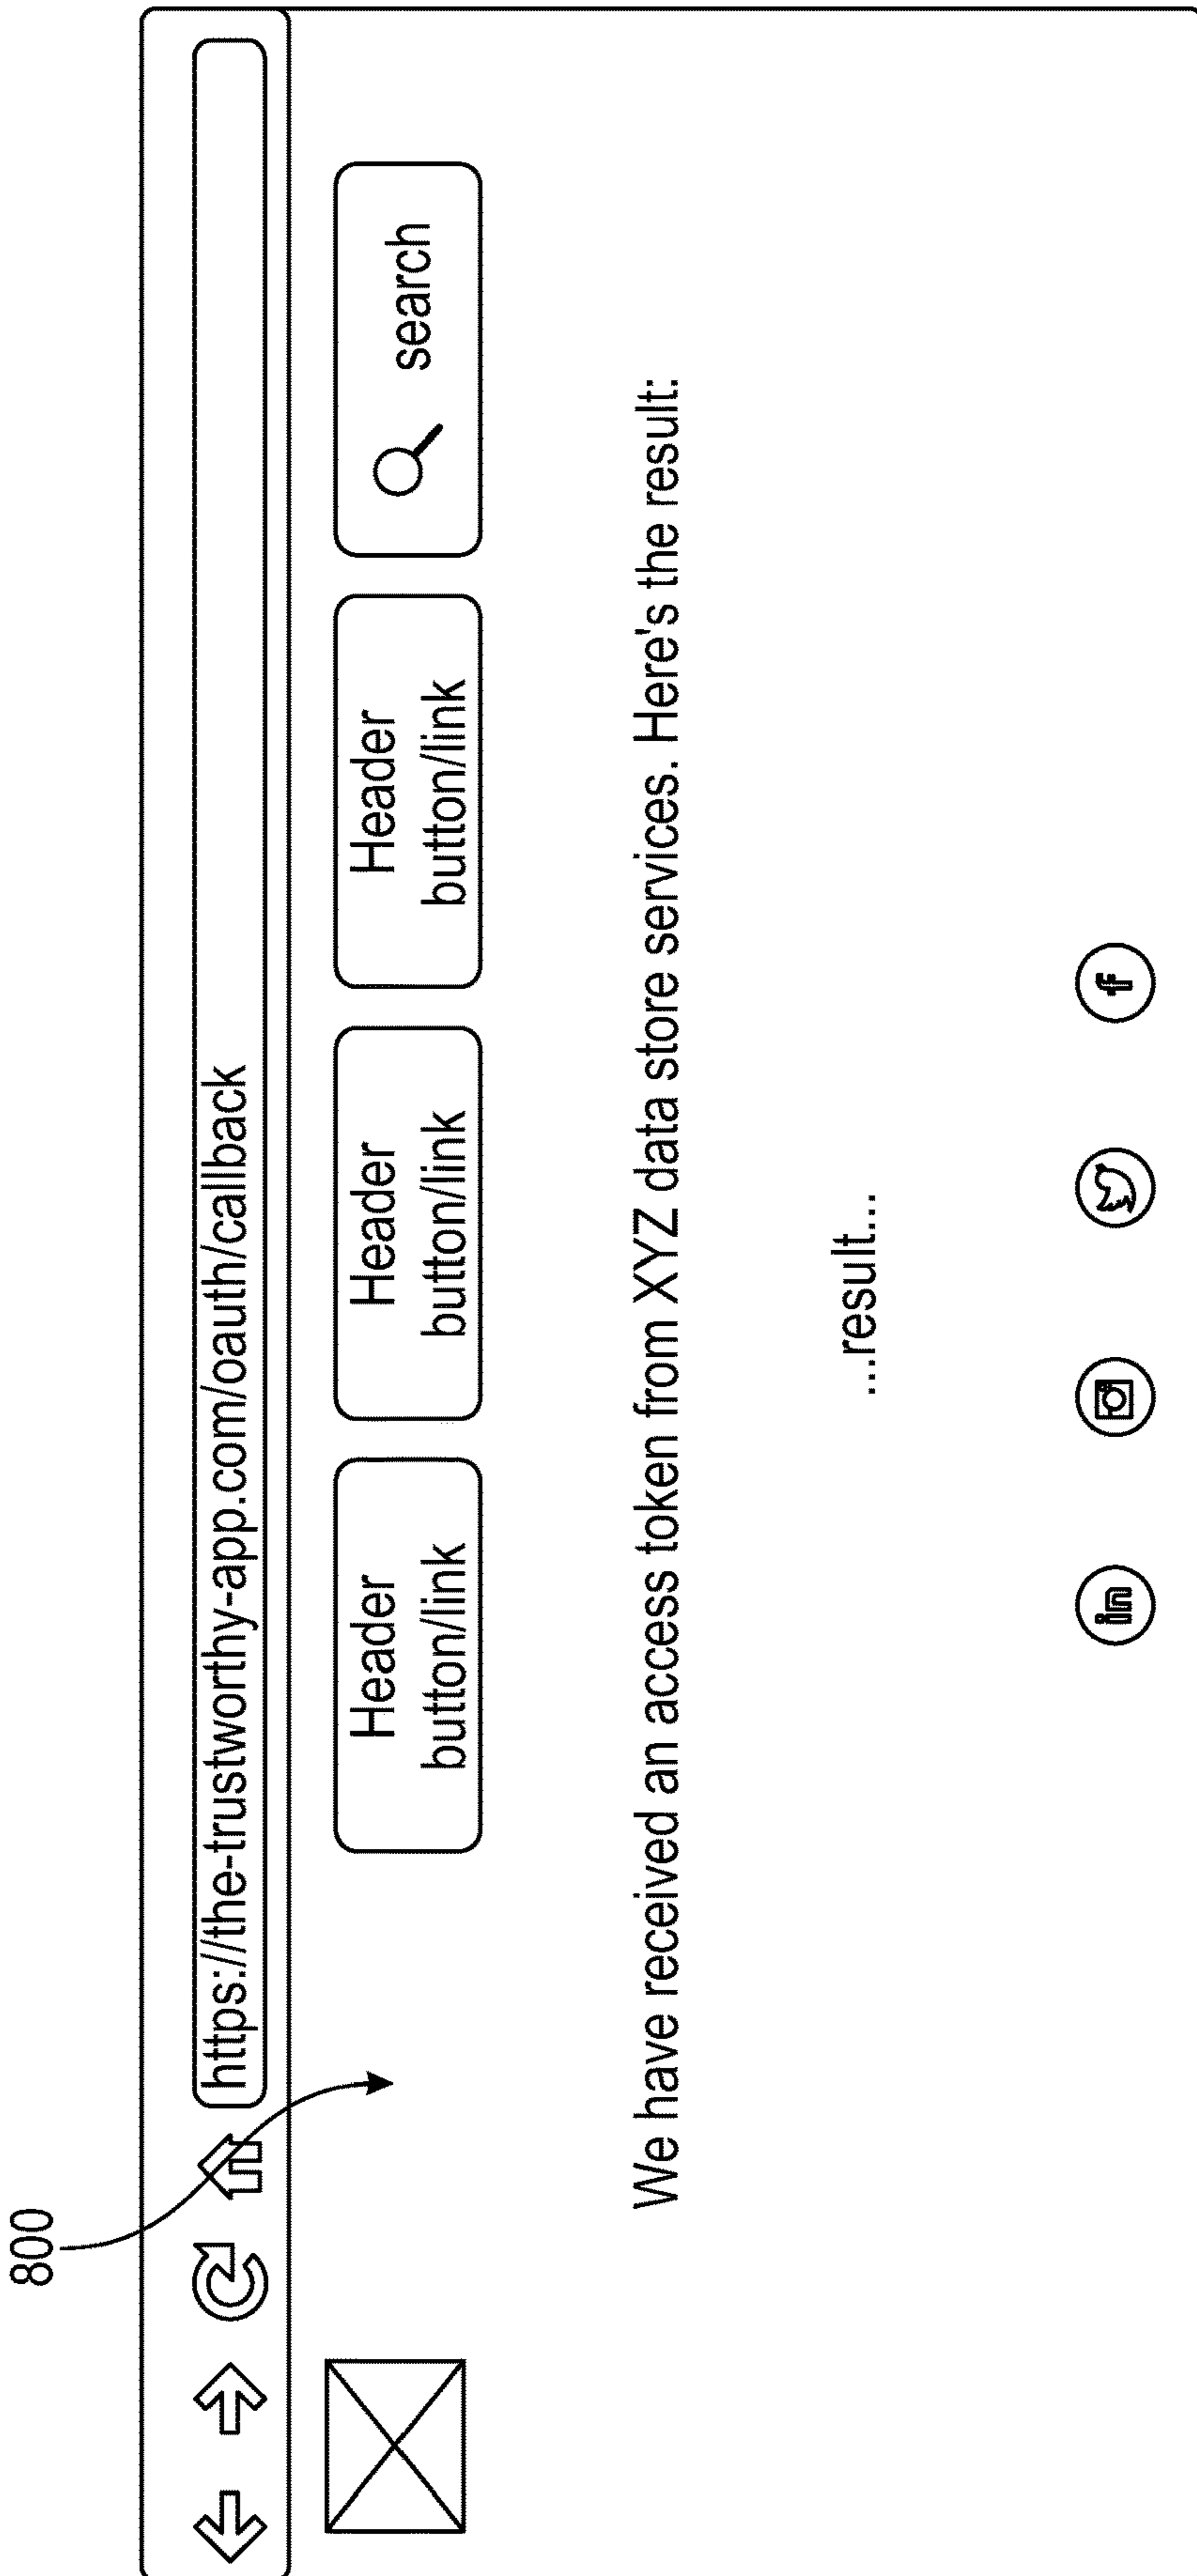 800
https://the-trustworthy-app.com/oauth/callback
Header
button/link
Header
button/link
Header
button/link
search
We have received an access token from XYZ data store services. Here's the result:
...result...
in
f